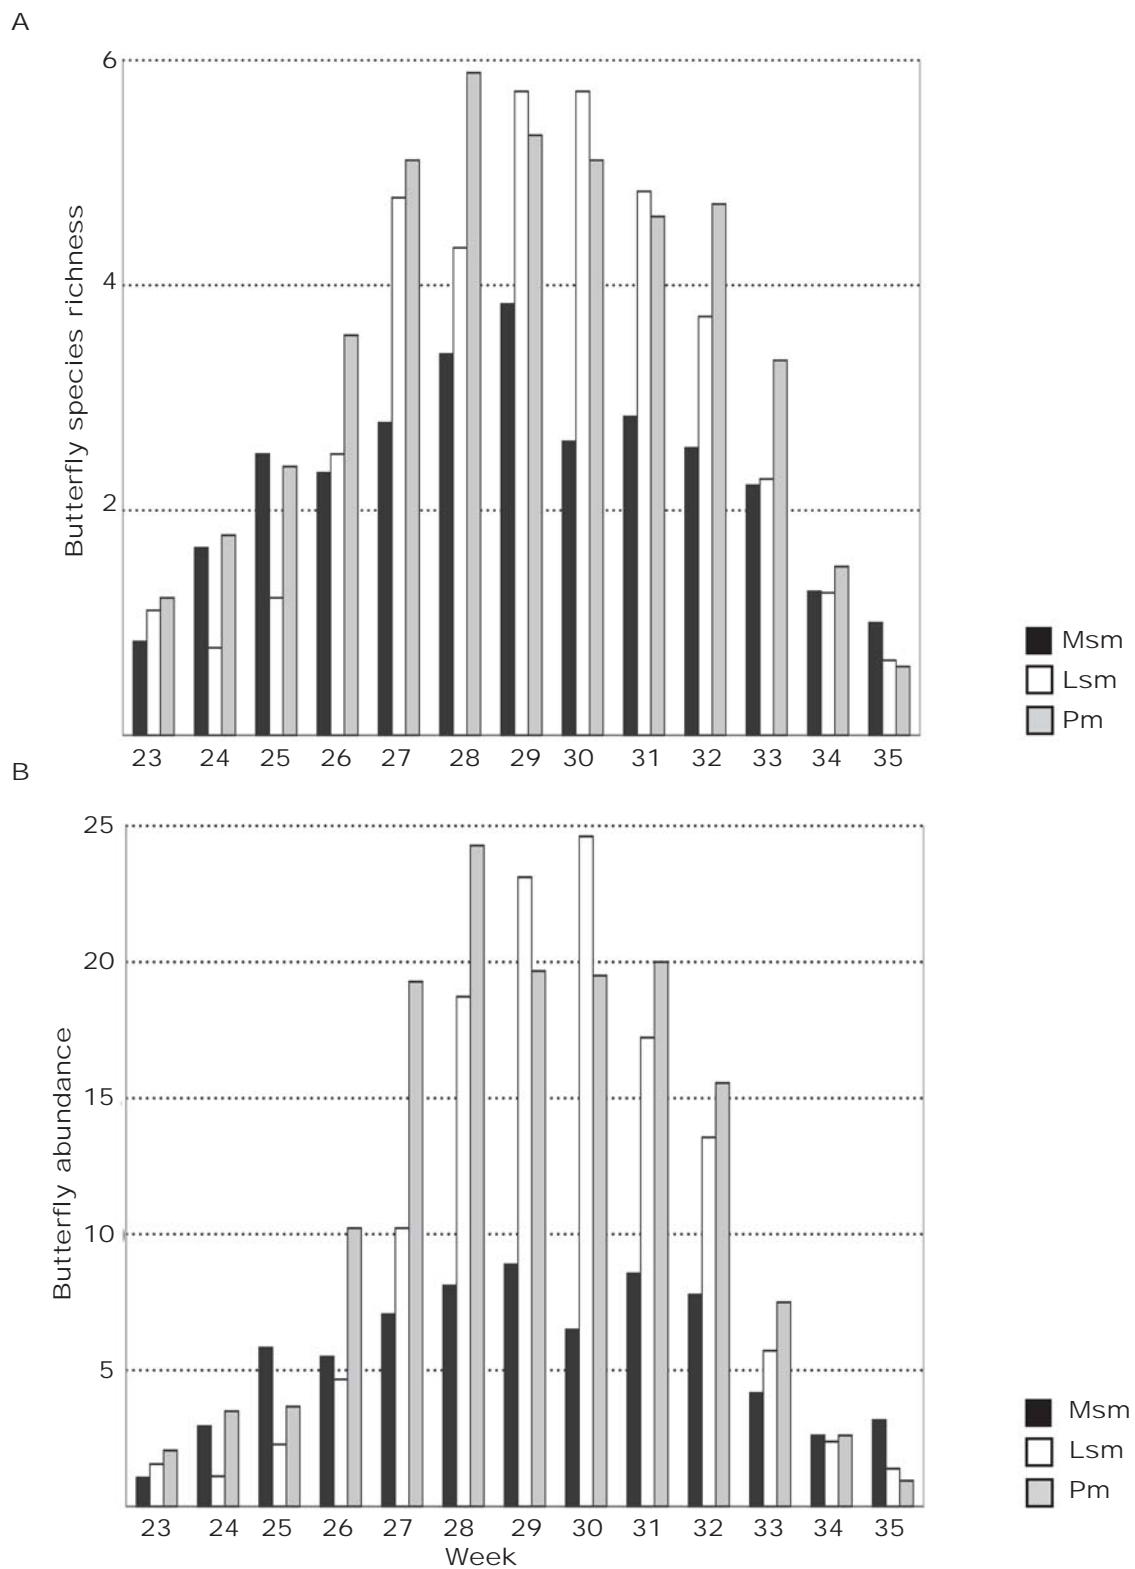 A
6
4
2
Butterfly species richness
23 24 25 26 27 28 29 30 31 32 33 34 35
Msm
Lsm
Pm
B
25
20
15
10
5
Butterfly abundance
23 24 25 26 27 28 29 30 31 32 33 34 35
Week
Msm
Lsm
Pm